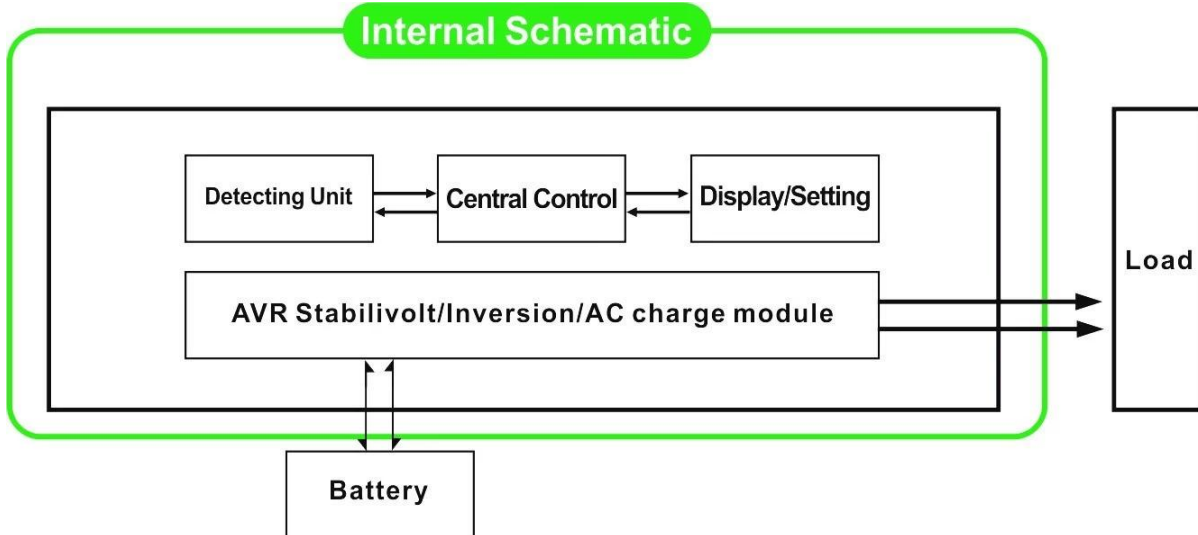 Internal Schematic
Detecting Unit
Central Control
Display/Setting
AVR Stabilivolt/Inversion/AC charge module
Load
Battery